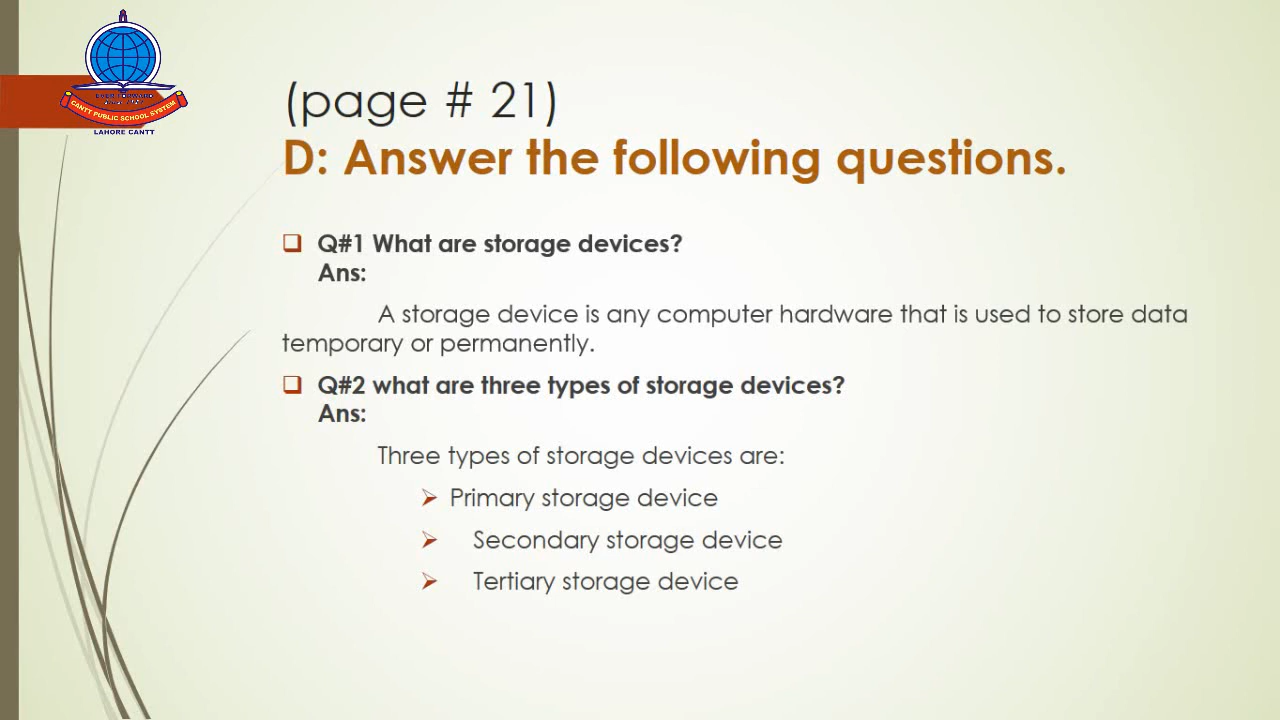 CANTT PUBLIC SCHOOL SYSTEM
LAHORE CANTT
(page # 21)
D: Answer the following questions.
Q#1 What are storage devices?
Ans:
A storage device is any computer hardware that is used to store data
temporary or permanently.
Q#2 what are three types of storage devices?
Ans:
Three types of storage devices are:
Primary storage device
Secondary storage device
Tertiary storage device